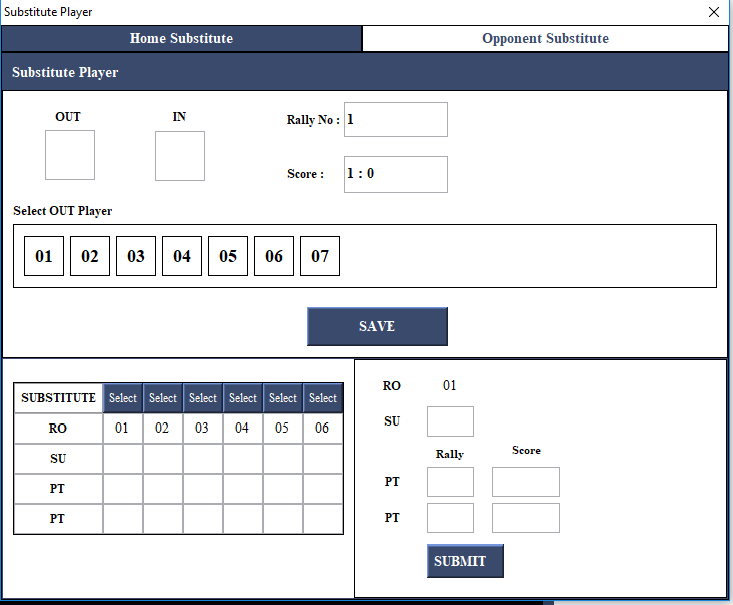 Substitute Player
Home Substitute Opponent Substitute
Substitute Player
OUT IN
Rally No : 1
Score : 1 : 0
Select OUT Player
01 02 03 04 05 06 07
SAVE
SUBSTITUTE Select Select Select Select Select Select
RO 01 02 03 04 05 06
SU
PT
PT
RO 01
SU
Rally Score
PT
PT
SUBMIT